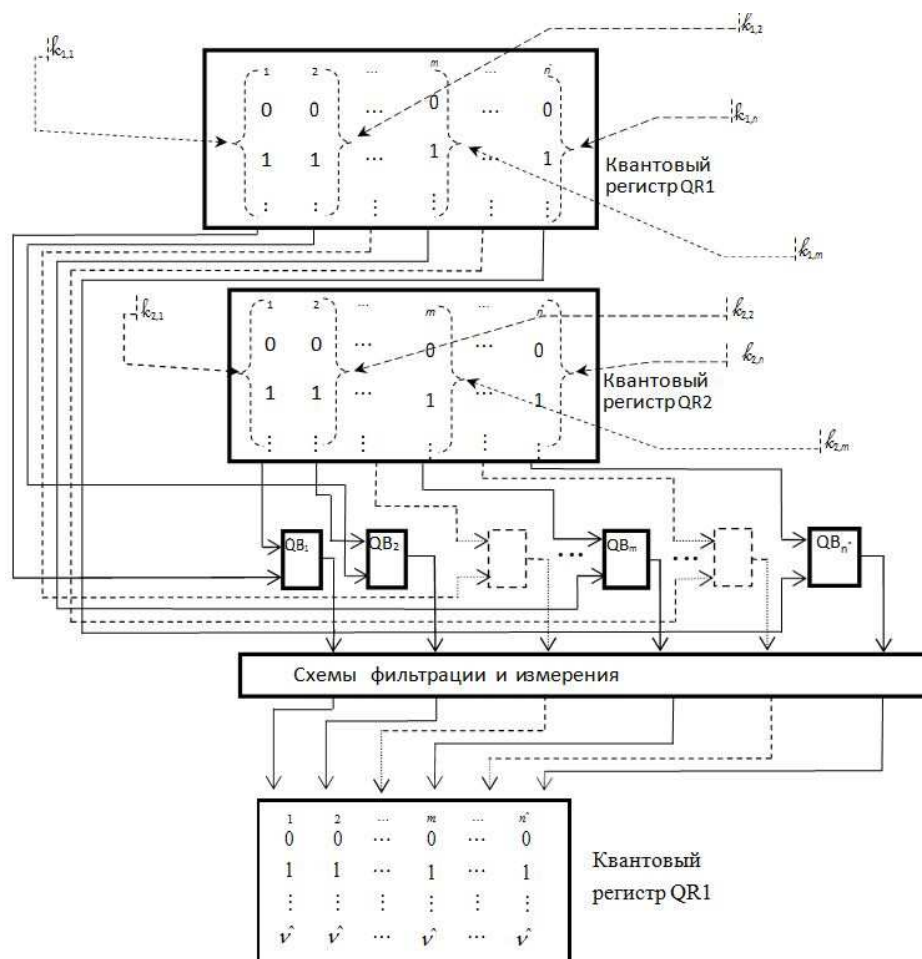 k1,1
k1,2
1 2 ... m ... n^
0 0 ... 0 ... 0
k1,n
1 1 ... 1 ... 1
Квантовый
регистр QR1
⋮ ⋮ ⋮ ⋮ ⋮ ⋮
k1,m
k2,1
1 2 ... m ... n
k2,2
0 0 ... 0 ... 0
k2,n
1 1 ... 1 ... 1
Квантовый
регистр QR2
⋮ ⋮ ⋮ ⋮ ⋮ ⋮
k2,m
QB1 QB2 ... QBm ... QBn^
Схемы фильтрации и измерения
1 2 ... m ... n^
0 0 ... 0 ... 0
1 1 ... 1 ... 1
Квантовый
регистр QR1
⋮ ⋮ ⋮ ⋮ ⋮ ⋮
ν^ ν^ ... ν^ ... ν^